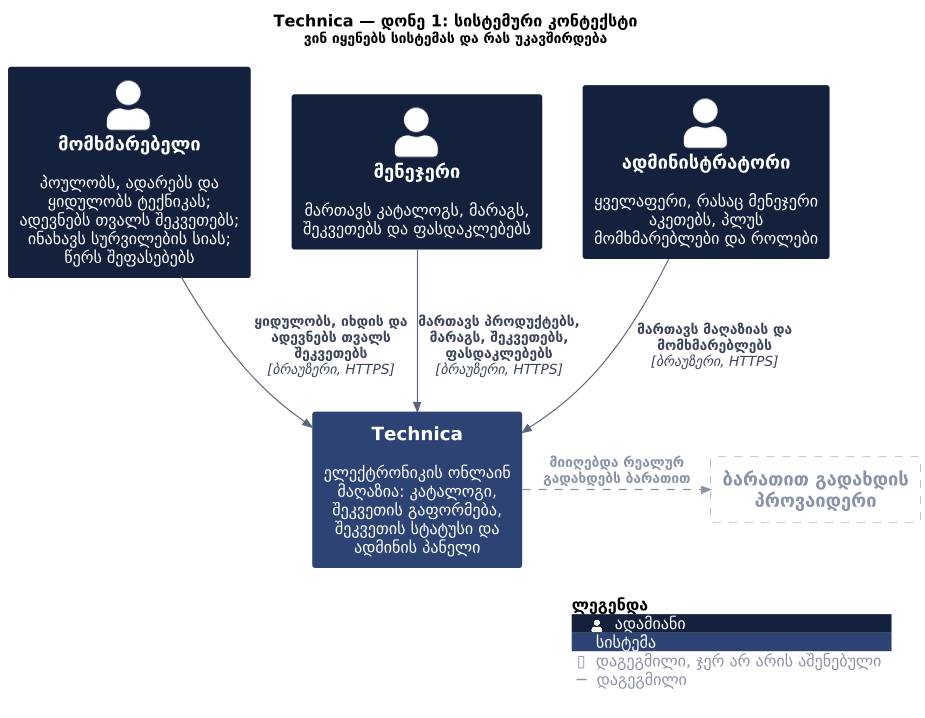 Technica — დონე 1: სისტემური კონტექსტი
ვინ იყენებს სისტემას და რას უკავშირდება
მომხმარებელი
პოულობს, ადარებს და
ყიდულობს ტექნიკას;
ადევნებს თვალს შეკვეთებს;
ინახავს სურვილების სიას;
წერს შეფასებებს
მენეჯერი
მართავს კატალოგს, მარაგს,
შეკვეთებს და ფასდაკლებებს
ადმინისტრატორი
ყველაფერი, რასაც მენეჯერი
აკეთებს, პლუს
მომხმარებლები და როლები
ყიდულობს, იხდის და
ადევნებს თვალს
შეკვეთებს
[ბრაუზერი, HTTPS]
მართავს პროდუქტებს,
მარაგს, შეკვეთებს,
ფასდაკლებებს
[ბრაუზერი, HTTPS]
მართავს მაღაზიას და
მომხმარებლებს
[ბრაუზერი, HTTPS]
Technica
ელექტრონიკის ონლაინ
მაღაზია: კატალოგი,
შეკვეთის გაფორმება,
შეკვეთის სტატუსი და
ადმინის პანელი
მიიღებდა რეალურ
გადახდებს ბარათით
ბარათით გადახდის
პროვაიდერი
ლეგენდა
ადამიანი
სისტემა
დაგეგმილი, ჯერ არ არის აშენებული
დაგეგმილი